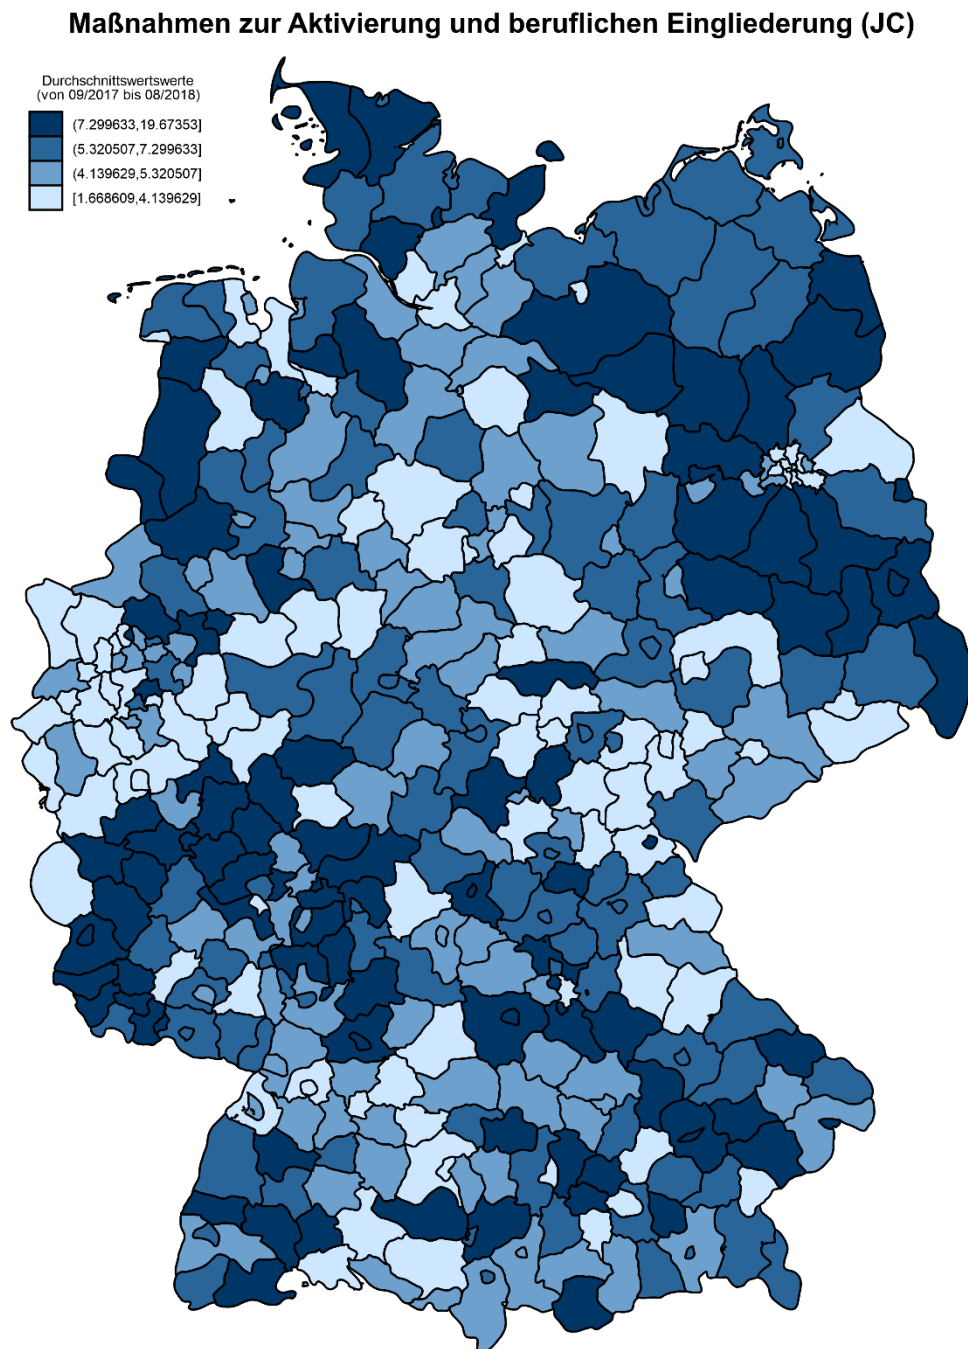 Maßnahmen zur Aktivierung und beruflichen Eingliederung (JC)
Durchschnittswertswerte
(von 09/2017 bis 08/2018)
(7.299633,19.67353]
(5.320507,7.299633]
(4.139629,5.320507]
[1.668609,4.139629]